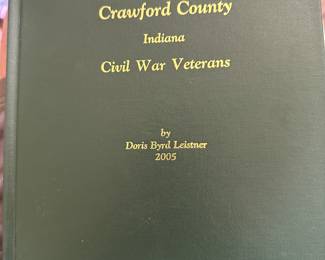 Crawford County
Indiana
Civil War Veterans
by
Doris Byrd Leistner
2005